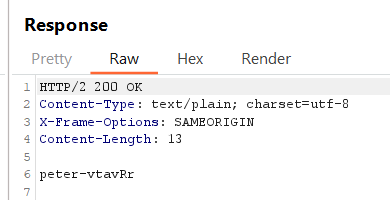 Response
Pretty Raw Hex Render
1 HTTP/2 200 OK
2 Content-Type: text/plain; charset=utf-8
3 X-Frame-Options: SAMEORIGIN
4 Content-Length: 13
5
6 peter-vtavRr
7